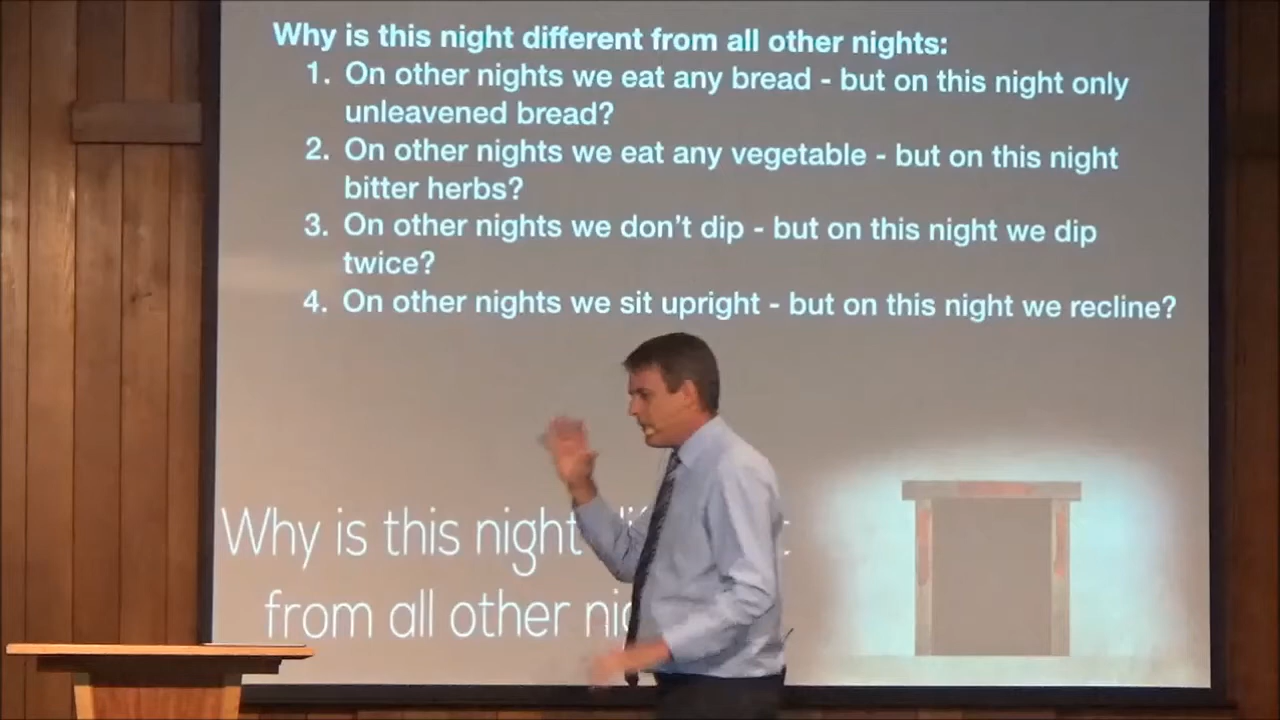 Why is this night different from all other nights:
1. On other nights we eat any bread - but on this night only
unleavened bread?
2. On other nights we eat any vegetable - but on this night
bitter herbs?
3. On other nights we don't dip - but on this night we dip
twice?
4. On other nights we sit upright - but on this night we recline?
Why is this night
from all other